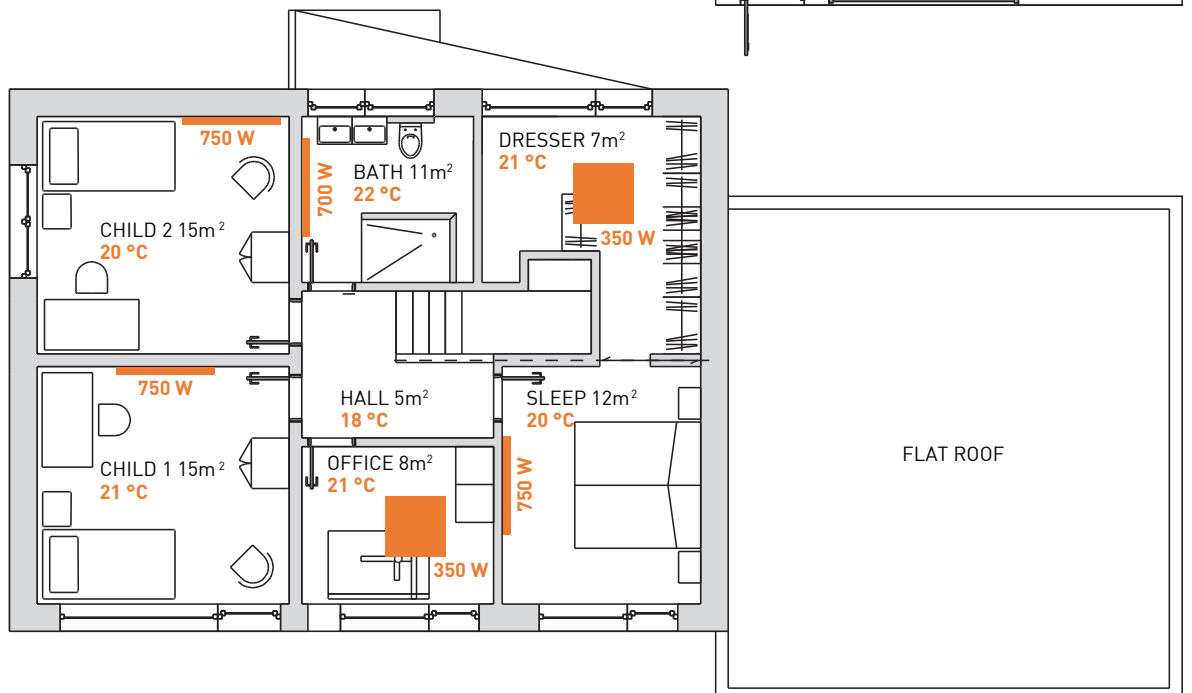 750 W
CHILD 2 15m²
20 °C
700 W
BATH 11m²
22 °C
DRESSER 7m²
21 °C
350 W
750 W
CHILD 1 15m²
21 °C
HALL 5m²
18 °C
OFFICE 8m²
21 °C
350 W
SLEEP 12m²
20 °C
750 W
FLAT ROOF